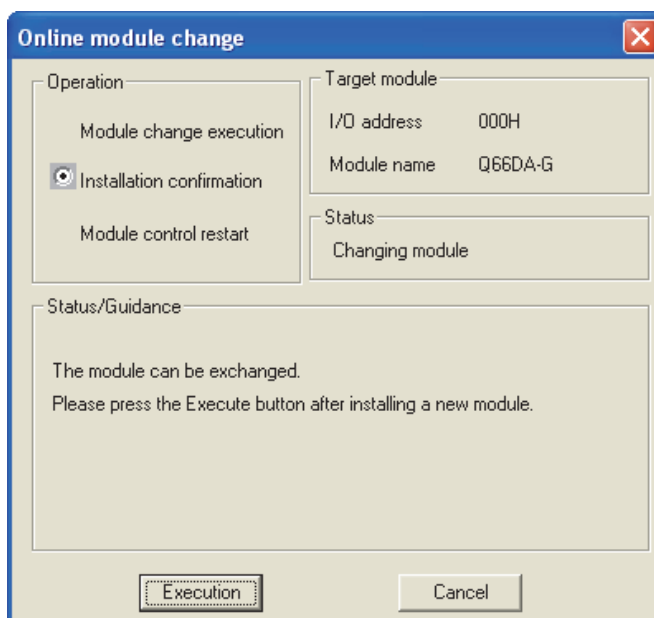 Online module change
Operation
Module change execution
Installation confirmation
Module control restart
Target module
I/O address 000H
Module name Q66DA-G
Status
Changing module
Status/Guidance
The module can be exchanged.
Please press the Execute button after installing a new module.
Execution Cancel